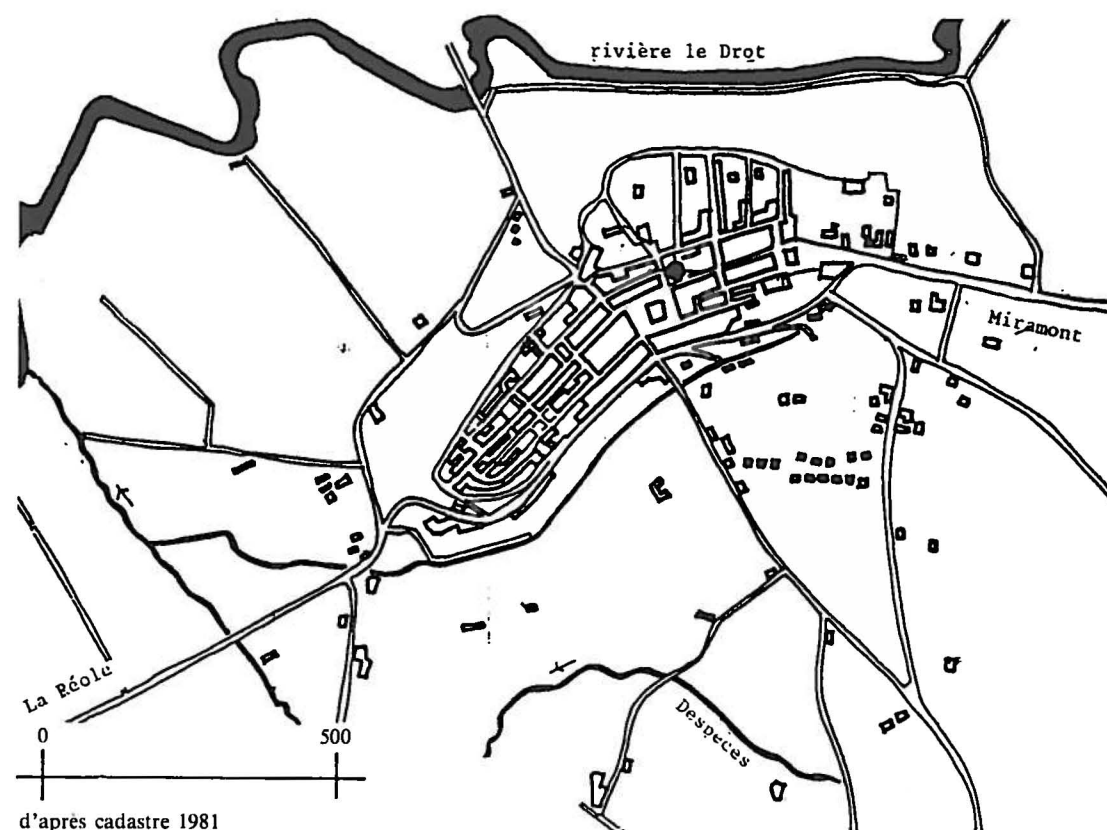 rivière le Drot
Miramont
La Réole
Despeces
0 500
d'après cadastre 1981